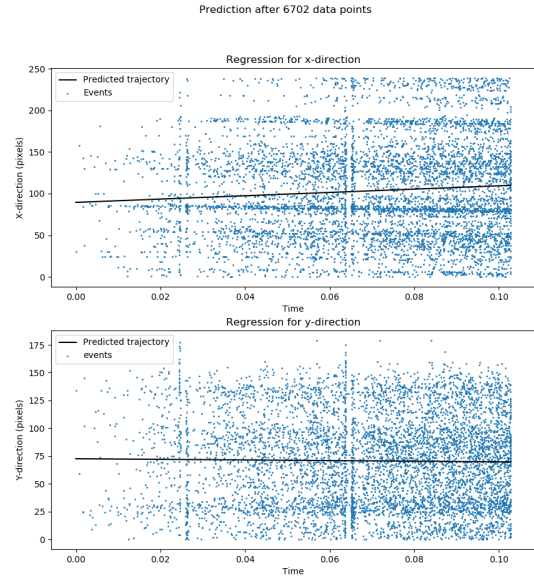 Prediction after 6702 data points
Regression for x-direction
250
200
150
100
50
0
X-direction (pixels)
Predicted trajectory
Events
0.00 0.02 0.04 0.06 0.08 0.10
Time
Regression for y-direction
175
150
125
100
75
50
25
0
Y-direction (pixels)
Predicted trajectory
events
0.00 0.02 0.04 0.06 0.08 0.10
Time